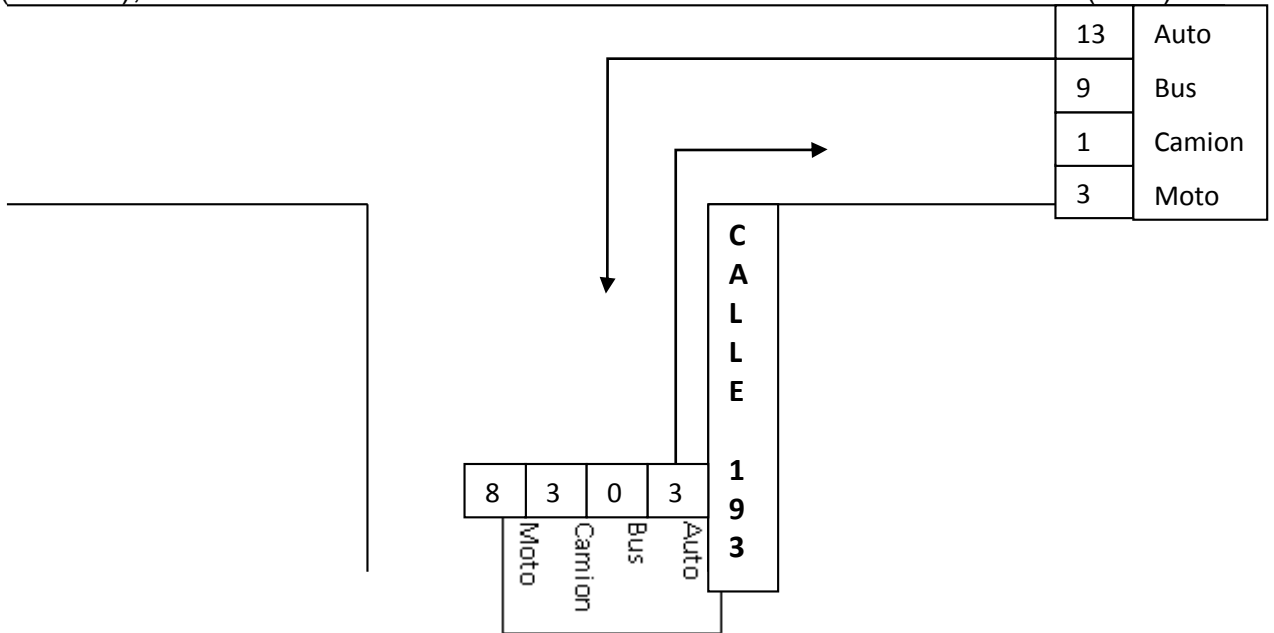 13 Auto
9 Bus
1 Camion
3 Moto
CALLE 193
8 3 0 3
Moto Camion Bus Auto